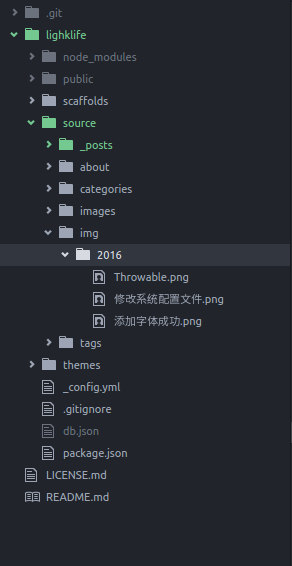 .git
lighklife
node_modules
public
scaffolds
source
_posts
about
categories
images
img
2016
Throwable.png
修改系统配置文件.png
添加字体成功.png
tags
themes
_config.yml
.gitignore
db.json
package.json
LICENSE.md
README.md